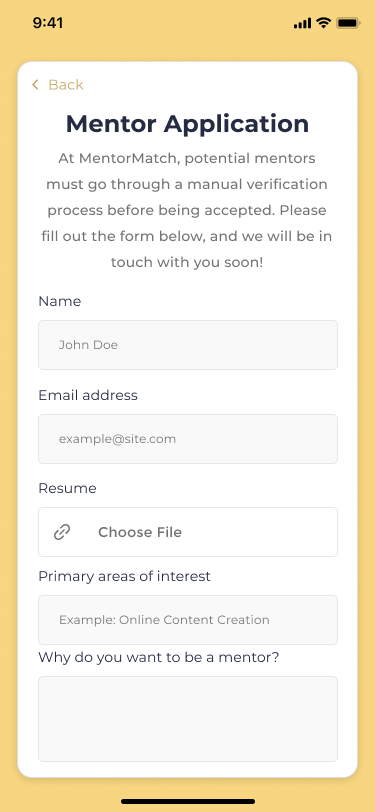 9:41
Back
Mentor Application
At MentorMatch, potential mentors
must go through a manual verification
process before being accepted. Please
fill out the form below, and we will be in
touch with you soon!
Name
John Doe
Email address
example@site.com
Resume
Choose File
Primary areas of interest
Example: Online Content Creation
Why do you want to be a mentor?